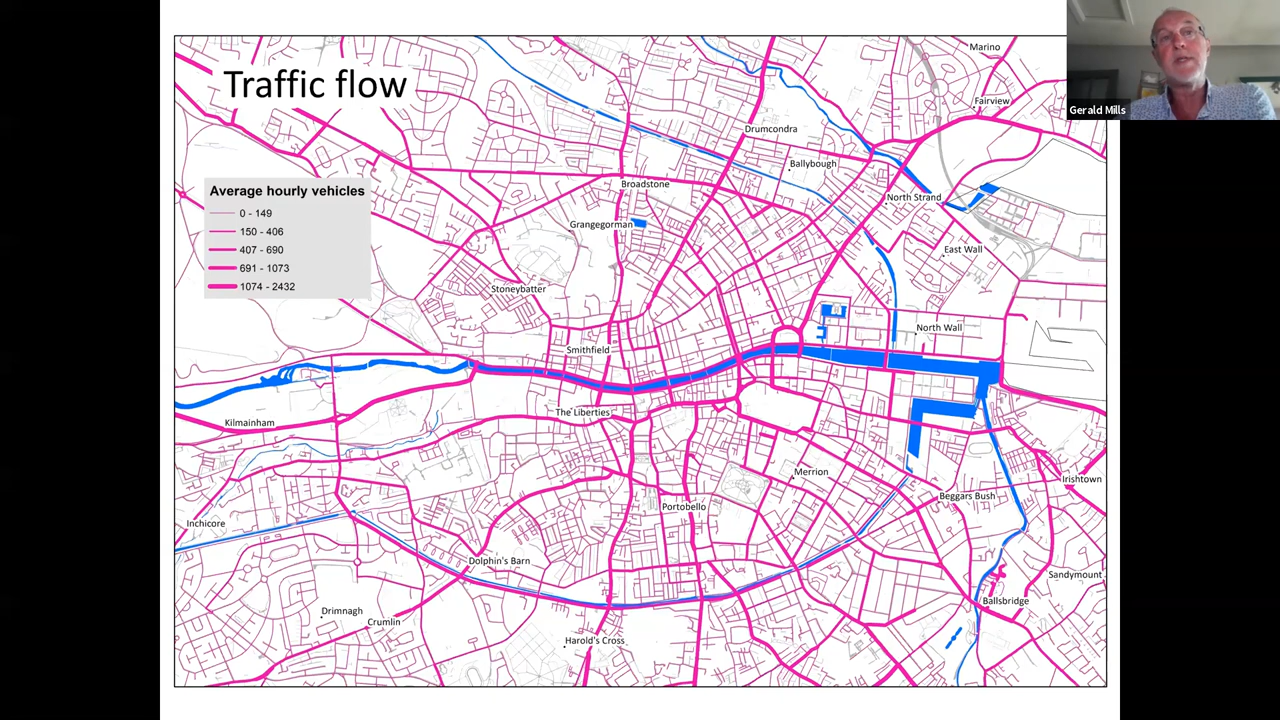 Traffic flow
Average hourly vehicles
0 - 149
150 - 406
407 - 690
691 - 1073
1074 - 2432
Marino
Gerald Mills
Fairview
Drumcondra
Ballybough
Broadstone
North Strand
Grangegorman
East Wall
Stoneybatter
North Wall
Smithfield
The Liberties
Kilmainham
Merrion
Irishtown
Beggars Bush
Portobello
Inchicore
Dolphin's Barn
Sandymount
Ballsbridge
Drimnagh
Crumlin
Harold's Cross